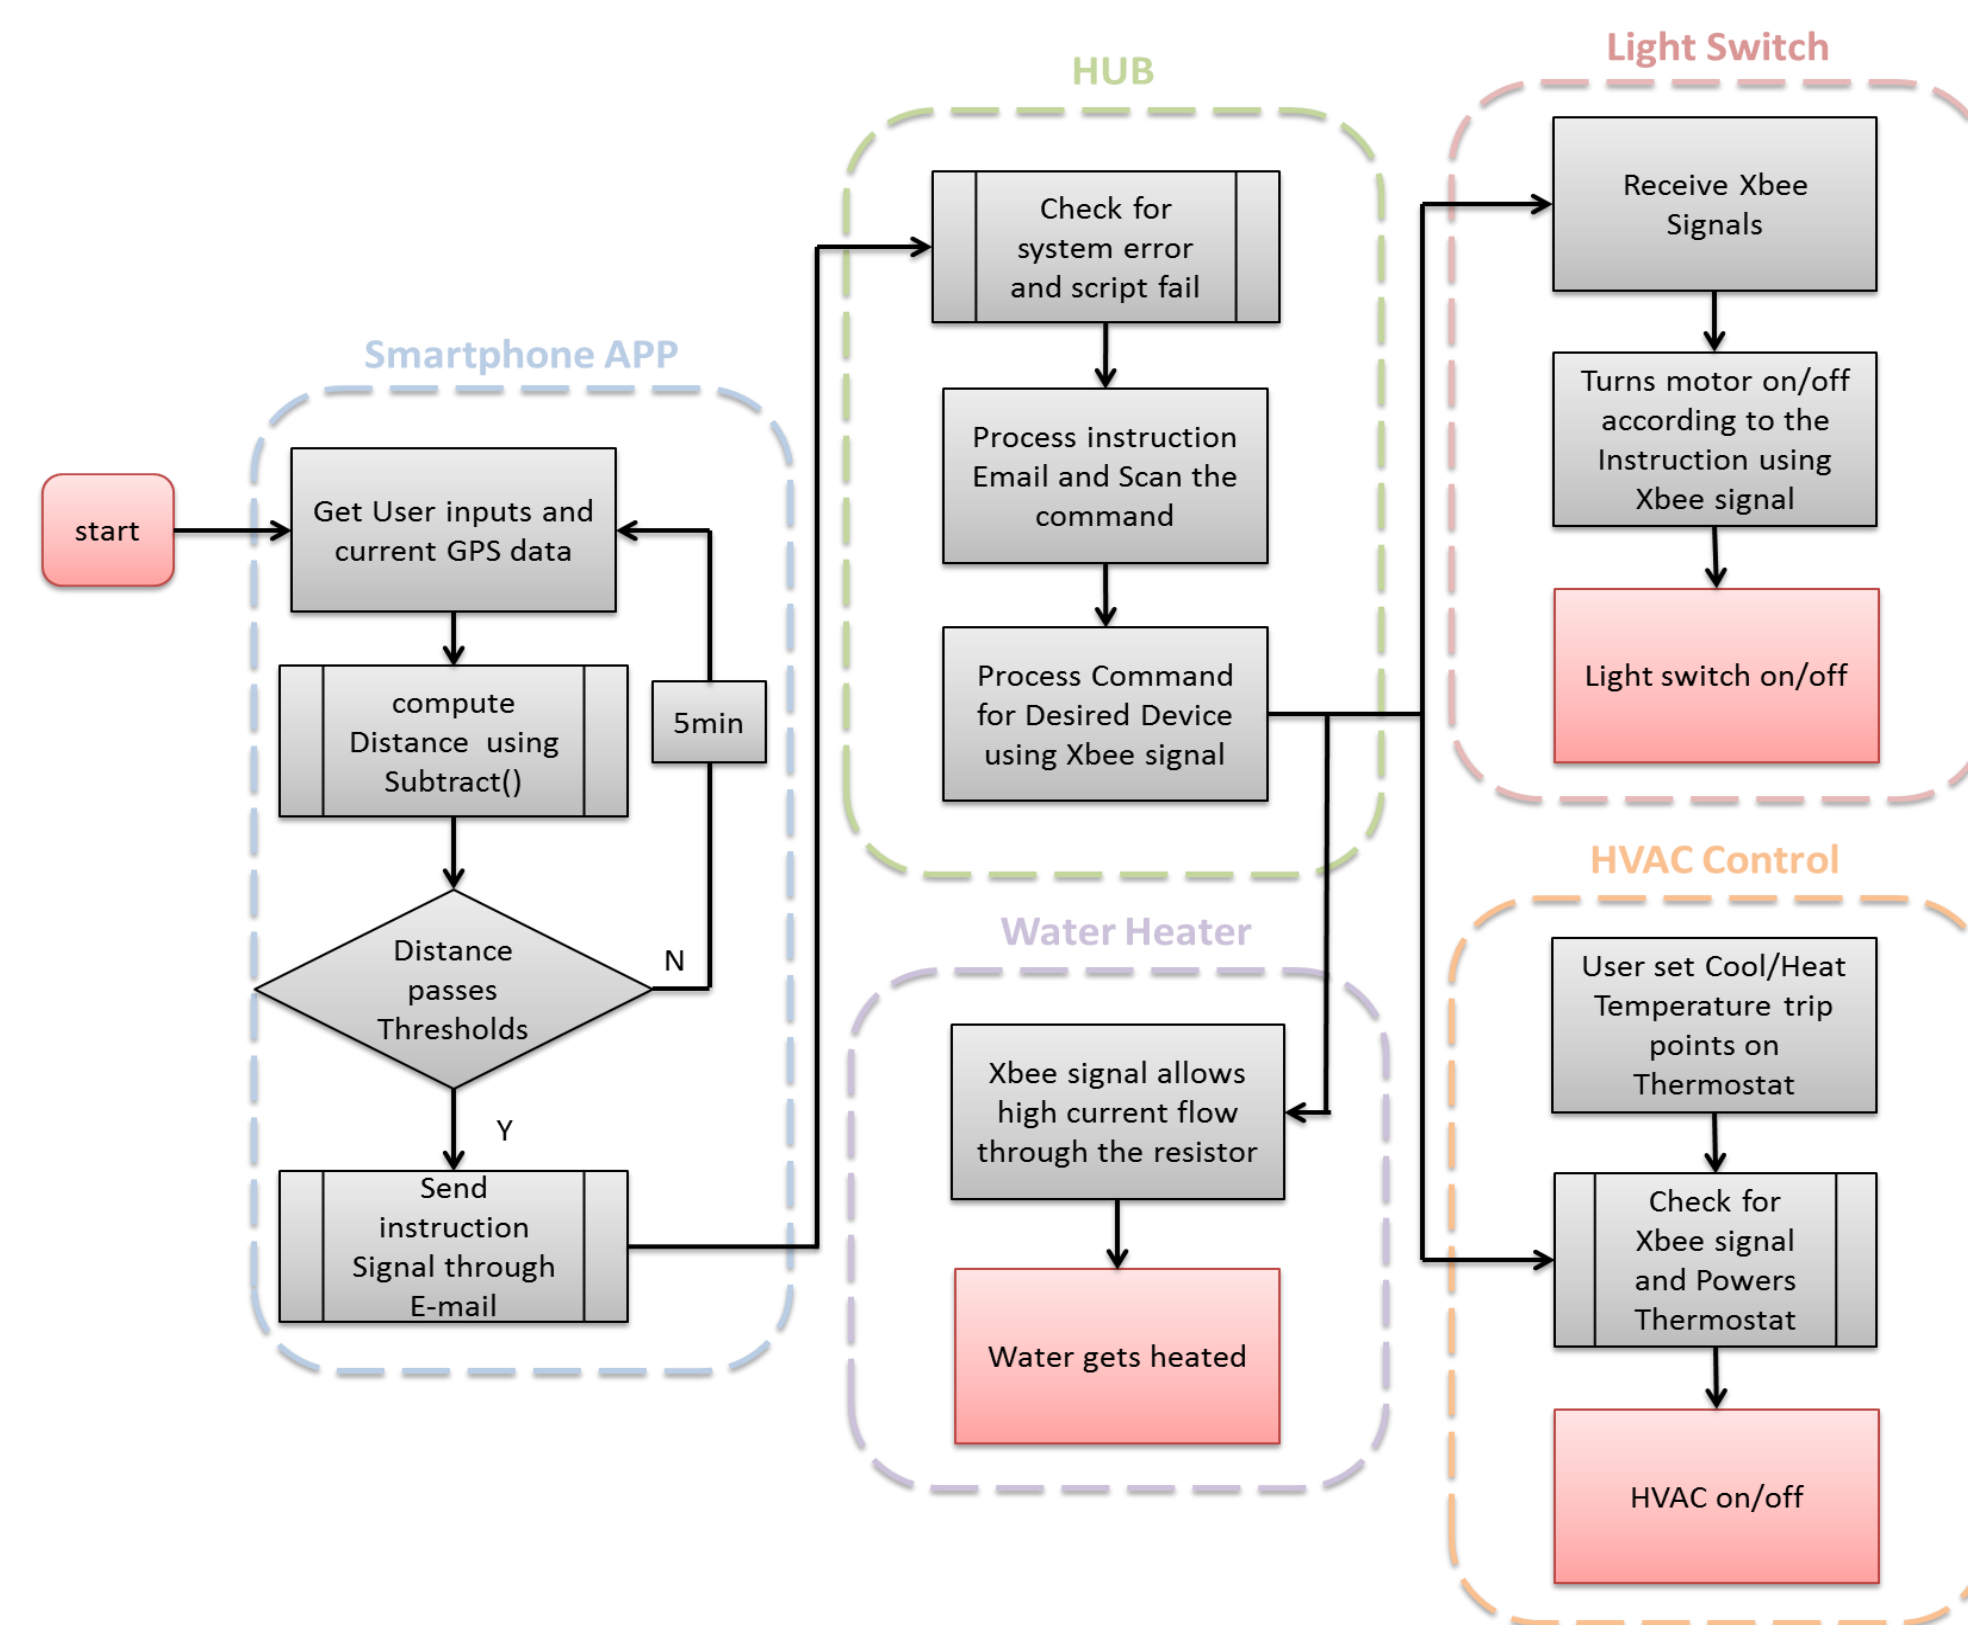 Smartphone APP
start
Get User inputs and
current GPS data
compute
Distance using
Subtract()
5min
Distance
passes
Thresholds
N
Y
Send
instruction
Signal through
E-mail
HUB
Check for
system error
and script fail
Process instruction
Email and Scan the
command
Process Command
for Desired Device
using Xbee signal
Water Heater
Xbee signal allows
high current flow
through the resistor
Water gets heated
Light Switch
Receive Xbee
Signals
Turns motor on/off
according to the
Instruction using
Xbee signal
Light switch on/off
HVAC Control
User set Cool/Heat
Temperature trip
points on
Thermostat
Check for
Xbee signal
and Powers
Thermostat
HVAC on/off